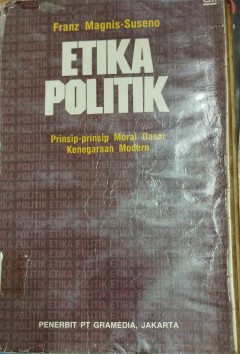 Franz Magnis-Suseno
ETIKA
POLITIK
Prinsip-prinsip Moral Dasar
Kenegaraan Modern
PENERBIT PT GRAMEDIA, JAKARTA